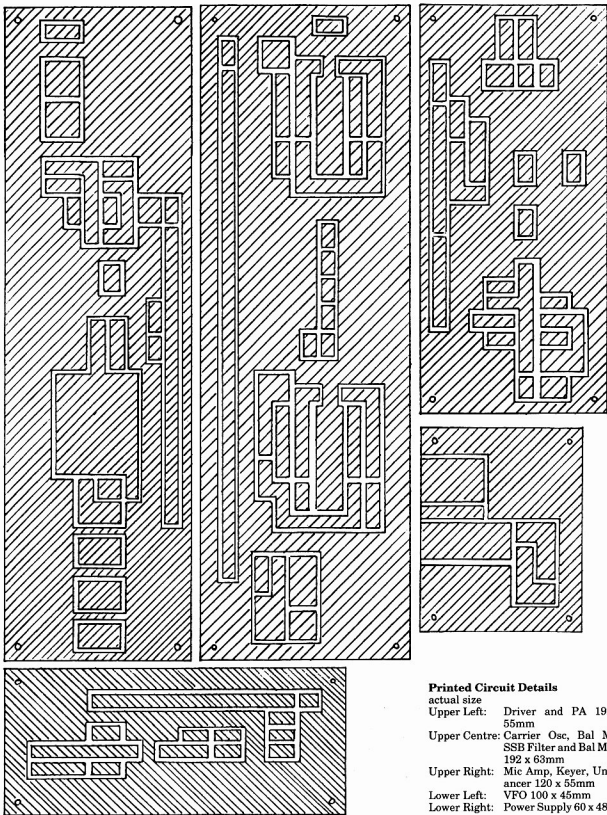 Printed Circuit Details
actual size
Upper Left: Driver and PA 19
55mm
Upper Centre: Carrier Osc, Bal M
SSB Filter and Bal M
192 x 63mm
Upper Right: Mic Amp, Keyer, Un
ancer 120 x 55mm
Lower Left: VFO 100 x 45mm
Lower Right: Power Supply 60 x 48